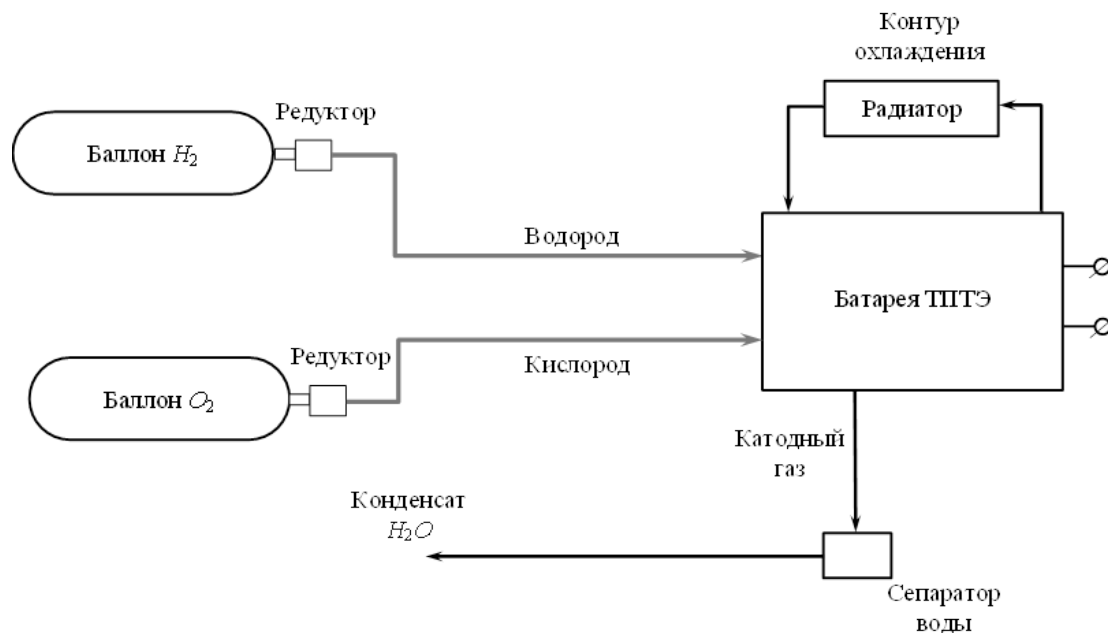 Контур
охлаждения
Редуктор
Радиатор
Баллон H₂
Водород
Батарея ТПТЭ
Редуктор
Кислород
Баллон O₂
Катодный
газ
Конденсат
H₂O
Сепаратор
воды